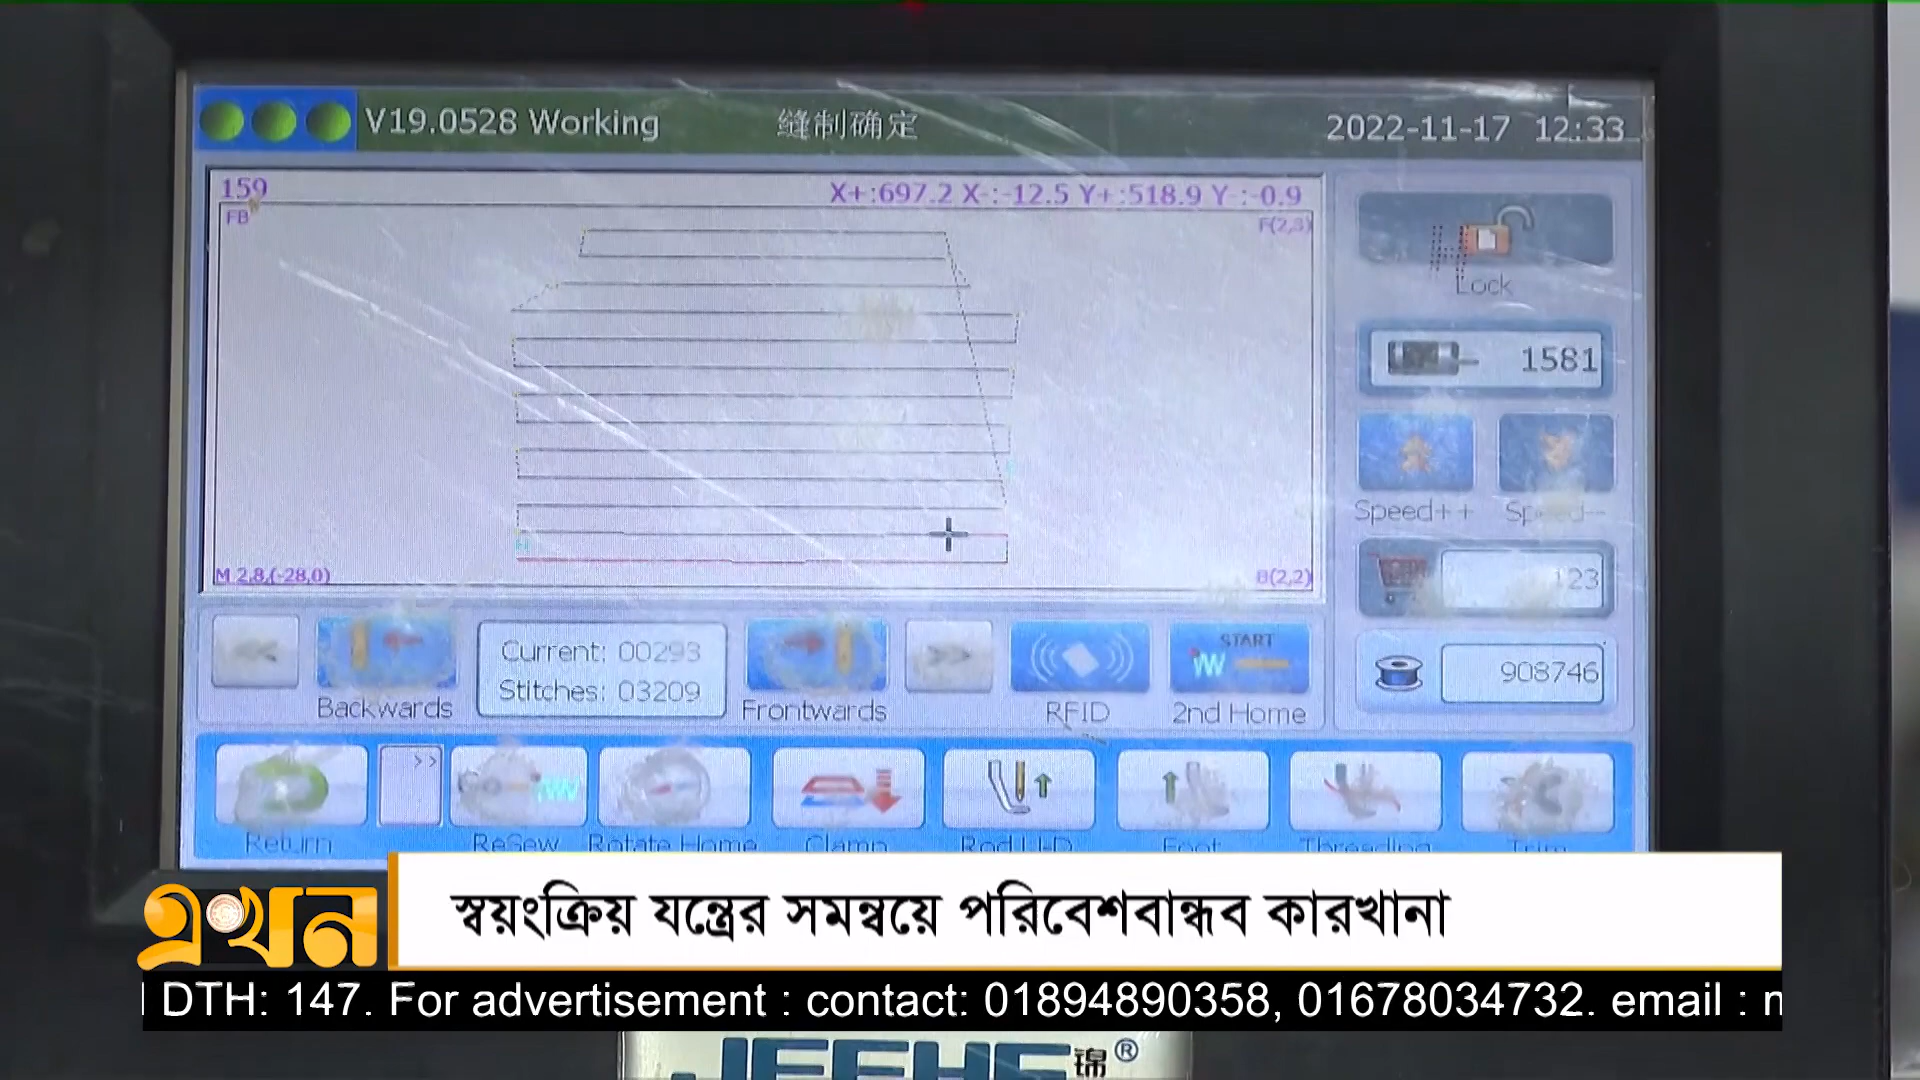 V19.0528 Working 缝制确定 2022-11-17 12:33
159 X+:697.2 X-:-12.5 Y+:518.9 Y-:-0.9
FB F(2,3)
Lock
1581
Speed++
M 2,8,(-28,0) B(2,2)
Current: 00293
Stitches: 03209
908746
Backwards Frontwards RFID 2nd Home
START
>>
Return ReSew Rotate Home Clamp Rod U-D Foot Threading Trim
এখন স্বয়ংক্রিয় যন্ত্রের সমন্বয়ে পরিবেশবান্ধব কারখানা
DTH: 147. For advertisement : contact: 01894890358, 01678034732. email :